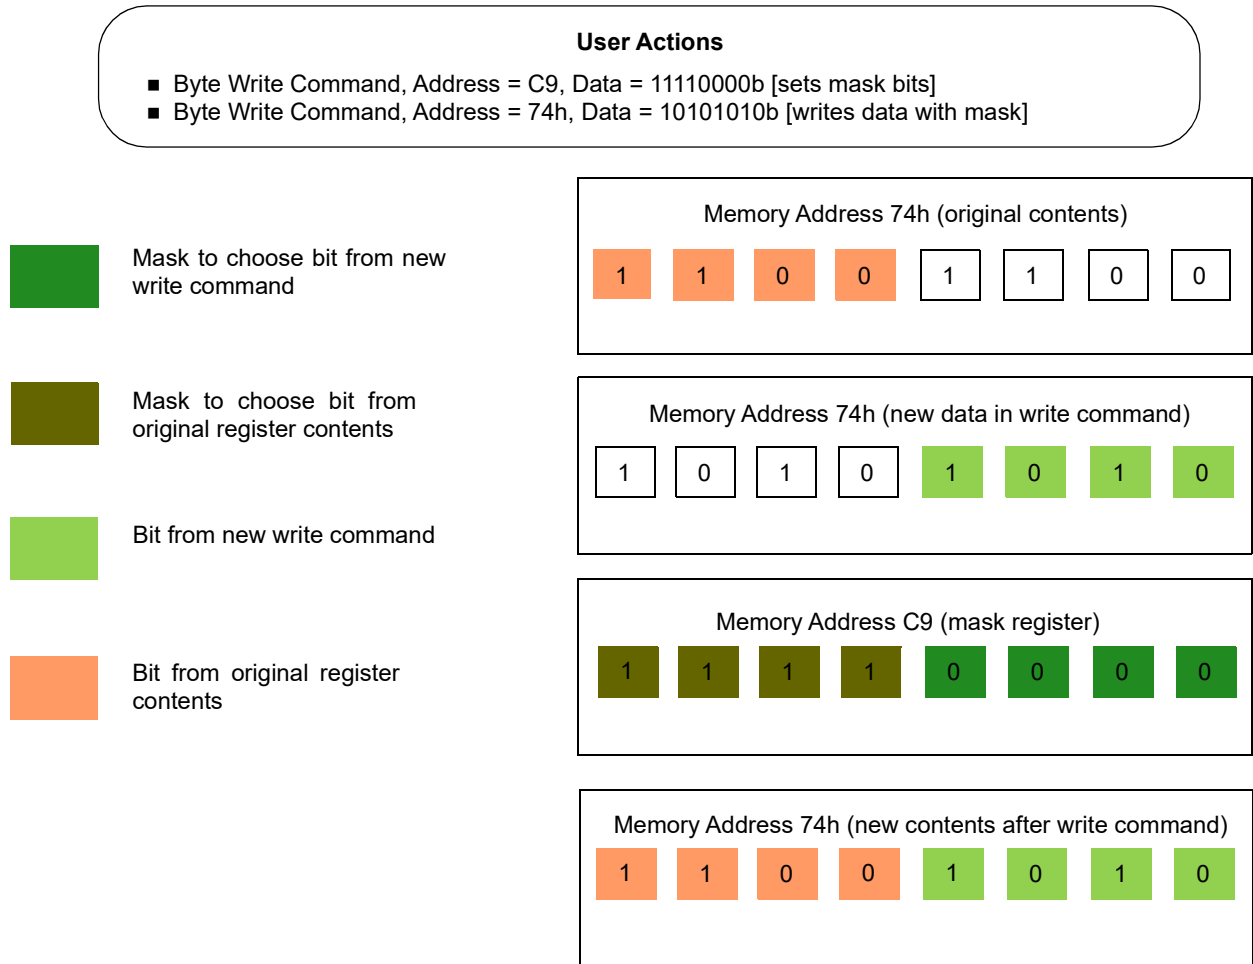 User Actions
■ Byte Write Command, Address = C9, Data = 11110000b [sets mask bits]
■ Byte Write Command, Address = 74h, Data = 10101010b [writes data with mask]
Mask to choose bit from new
write command
Mask to choose bit from
original register contents
Bit from new write command
Bit from original register
contents
Memory Address 74h (original contents)
1 1 0 0 1 1 0 0
Memory Address 74h (new data in write command)
1 0 1 0 1 0 1 0
Memory Address C9 (mask register)
1 1 1 1 0 0 0 0
Memory Address 74h (new contents after write command)
1 1 0 0 1 0 1 0